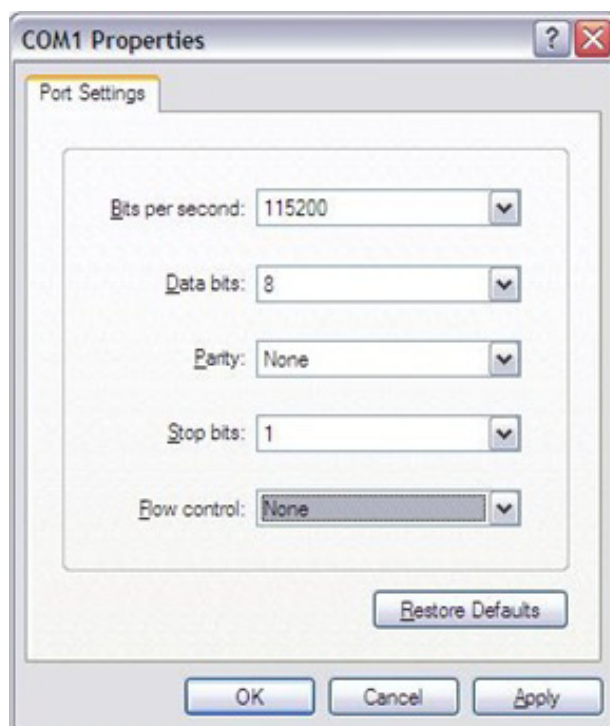 COM1 Properties
Port Settings
Bits per second: 115200
Data bits: 8
Parity: None
Stop bits: 1
Flow control: None
Restore Defaults
OK Cancel Apply